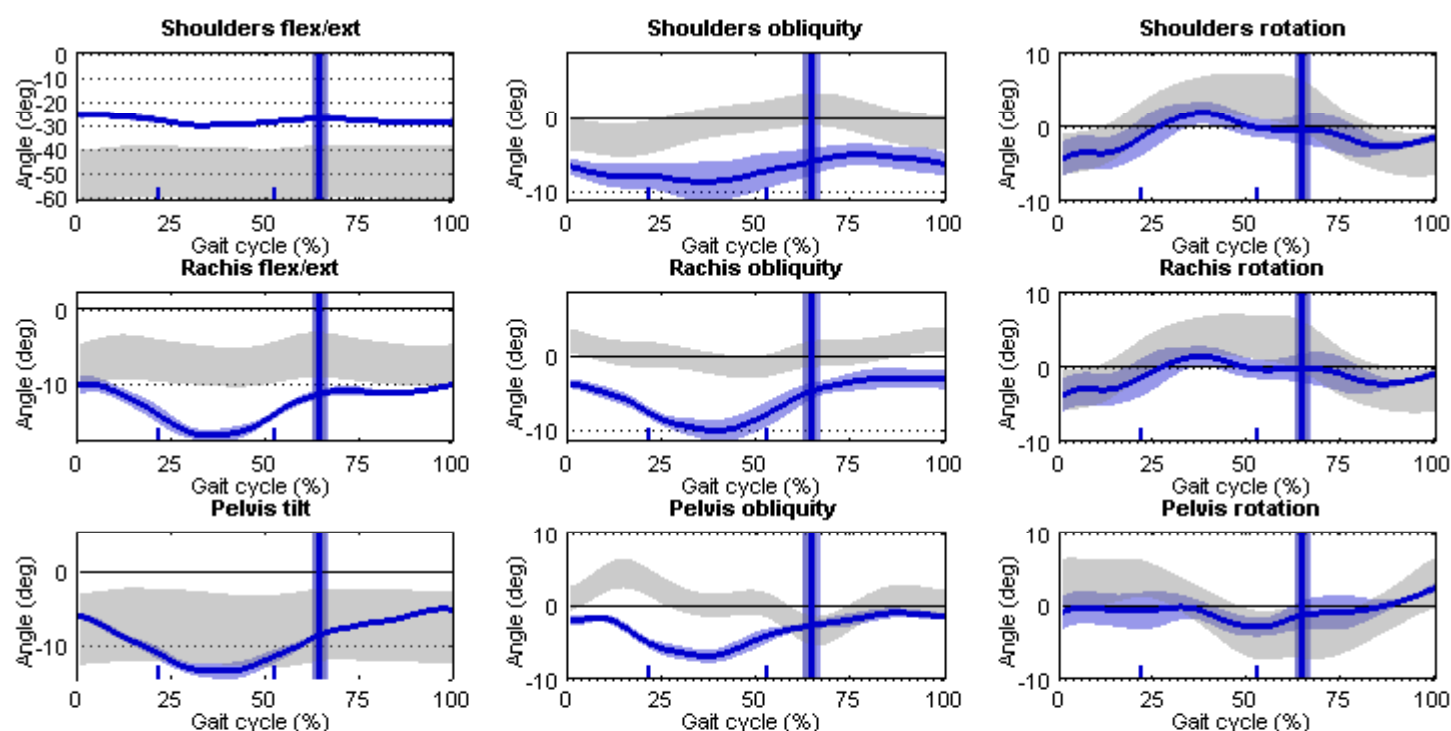 Shoulders flex/ext Shoulders obliquity Shoulders rotation
0
-10
-20
-30
-40
-50
-60
Angle (deg)
0 25 50 75 100
Gait cycle (%)
0
-10
Angle (deg)
0 25 50 75 100
Gait cycle (%)
10
0
-10
Angle (deg)
0 25 50 75 100
Gait cycle (%)
Rachis flex/ext Rachis obliquity Rachis rotation
0
-10
Angle (deg)
0 25 50 75 100
Gait cycle (%)
0
-10
Angle (deg)
0 25 50 75 100
Gait cycle (%)
10
0
-10
Angle (deg)
0 25 50 75 100
Gait cycle (%)
Pelvis tilt Pelvis obliquity Pelvis rotation
0
-10
Angle (deg)
0 25 50 75 100
Gait cycle (%)
10
0
-10
Angle (deg)
0 25 50 75 100
Gait cycle (%)
10
0
-10
Angle (deg)
0 25 50 75 100
Gait cycle (%)